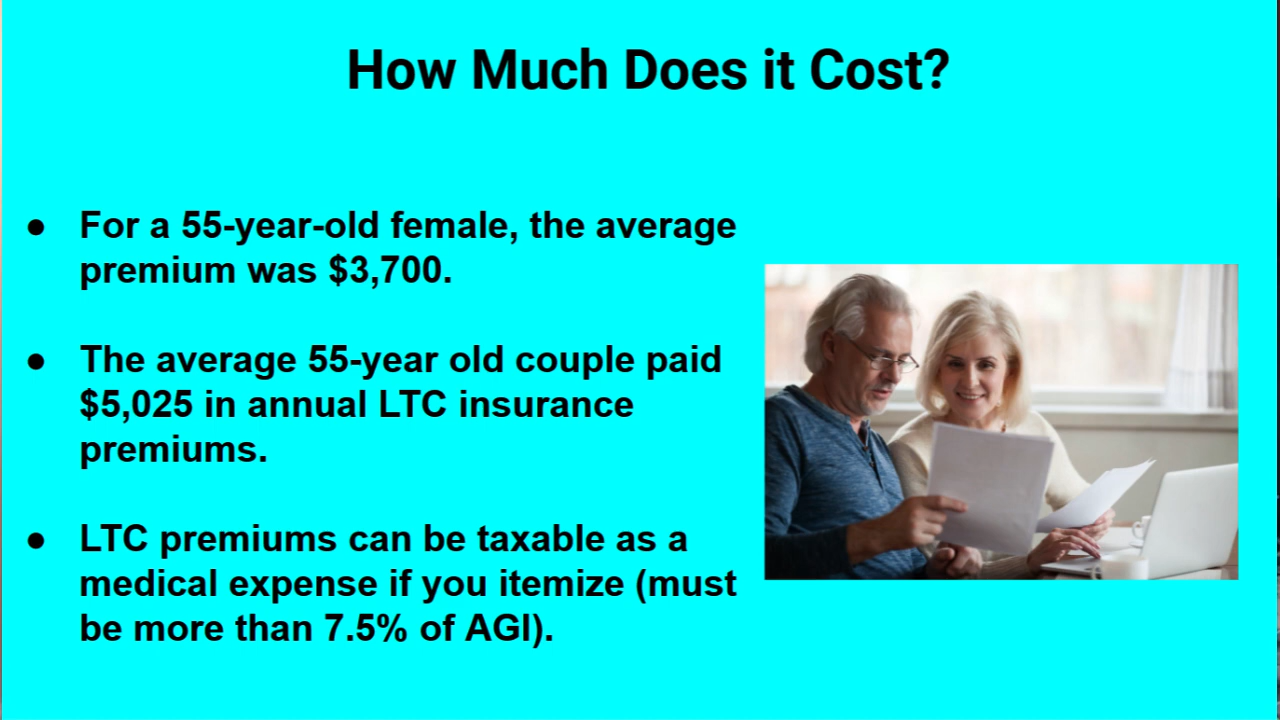 How Much Does it Cost?
● For a 55-year-old female, the average
premium was $3,700.
● The average 55-year old couple paid
$5,025 in annual LTC insurance
premiums.
● LTC premiums can be taxable as a
medical expense if you itemize (must
be more than 7.5% of AGI).